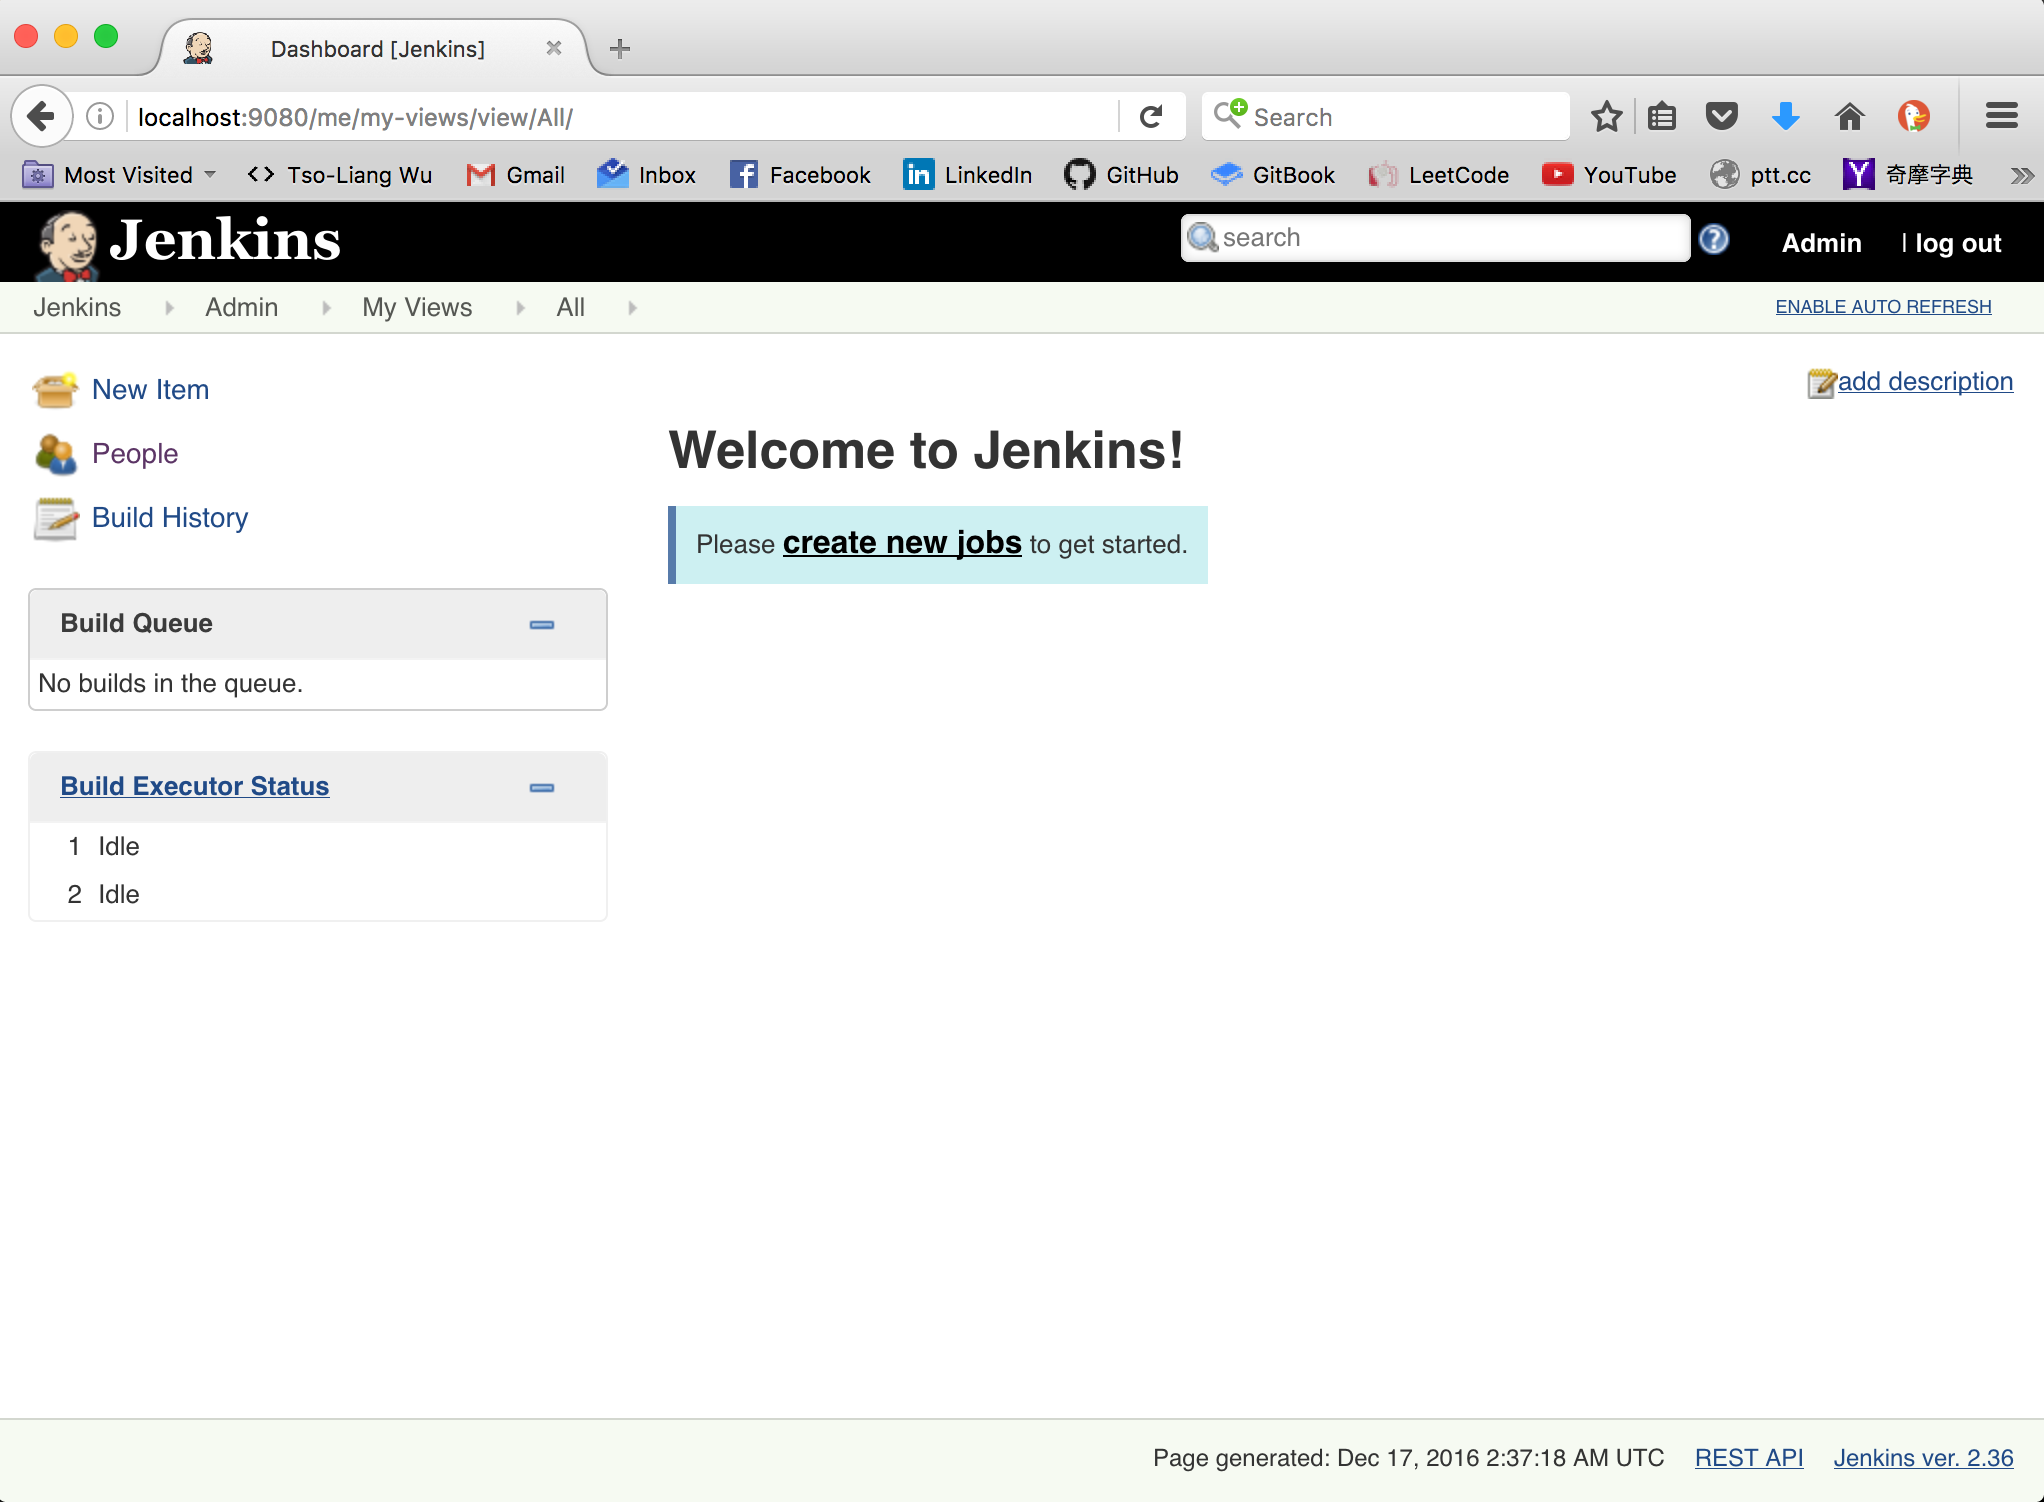 Dashboard [Jenkins]
localhost:9080/me/my-views/view/All/
Search
Most Visited
Tso-Liang Wu
Gmail
Inbox
Facebook
LinkedIn
GitHub
GitBook
LeetCode
YouTube
ptt.cc
奇摩字典
Jenkins
search
Admin
| log out
Jenkins
Admin
My Views
All
ENABLE AUTO REFRESH
New Item
People
Build History
add description
Welcome to Jenkins!
Please create new jobs to get started.
Build Queue
No builds in the queue.
Build Executor Status
1 Idle
2 Idle
Page generated: Dec 17, 2016 2:37:18 AM UTC
REST API
Jenkins ver. 2.36